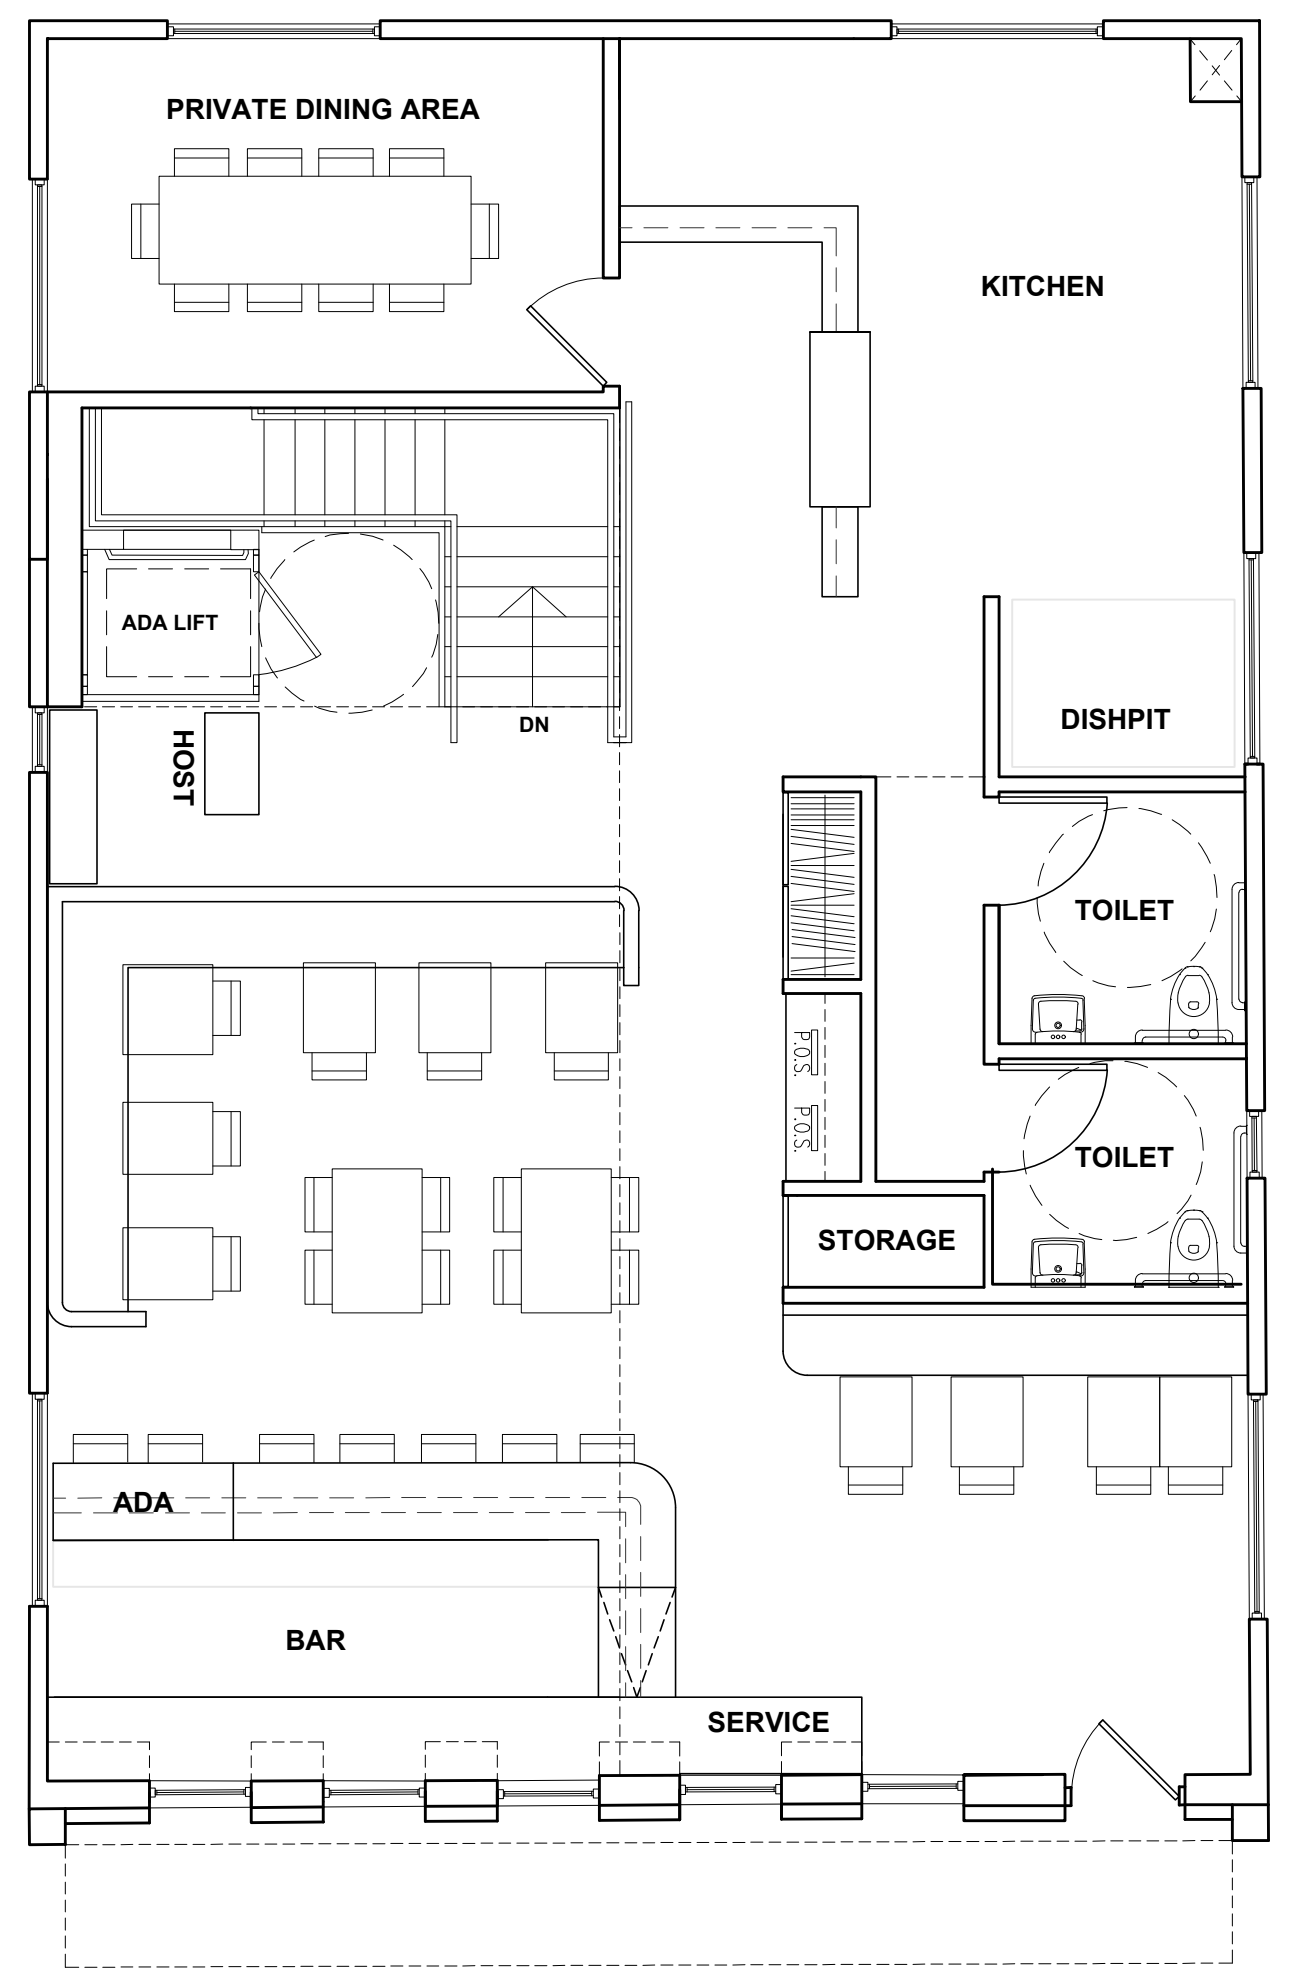 PRIVATE DINING AREA
KITCHEN
ADA LIFT
DISHPIT
DN
HOST
TOILET
P.O.S.
P.O.S.
TOILET
STORAGE
ADA
BAR
SERVICE